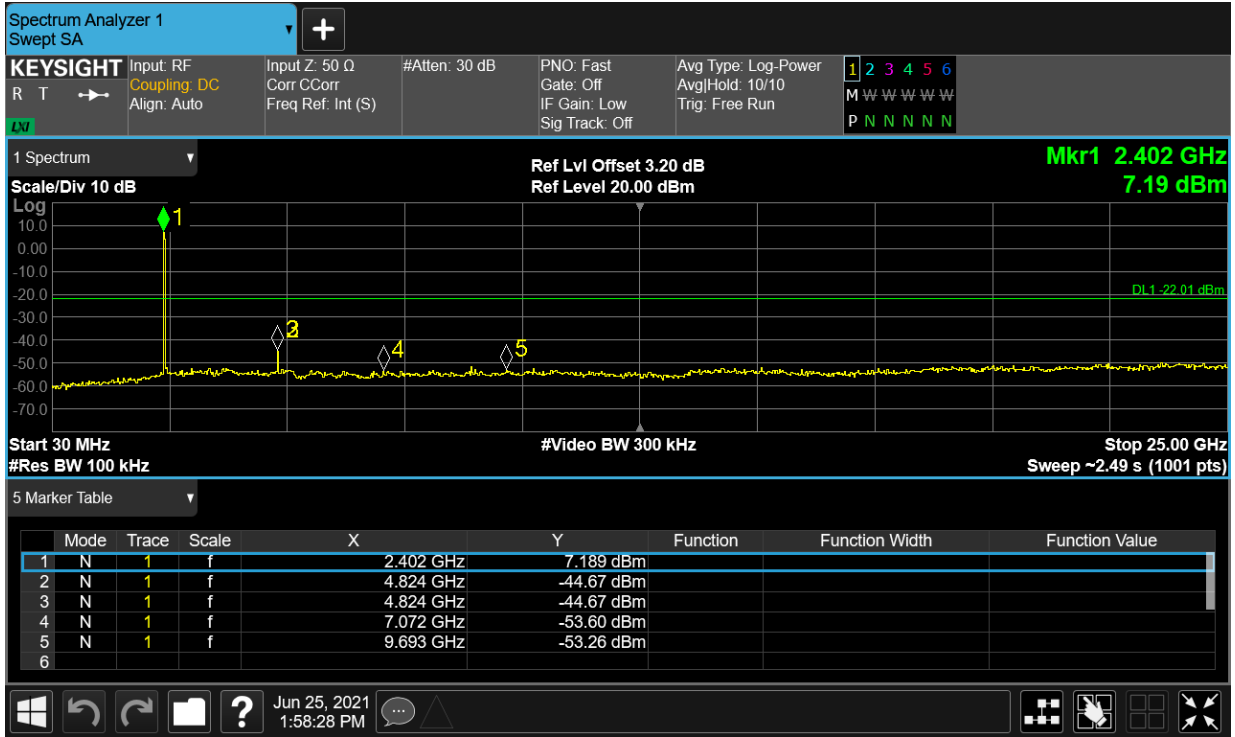 Spectrum Analyzer 1
Swept SA
KEYSIGHT
R T
LXI
Input: RF
Coupling: DC
Align: Auto
Input Z: 50 Ω
Corr CCorr
Freq Ref: Int (S)
#Atten: 30 dB
PNO: Fast
Gate: Off
IF Gain: Low
Sig Track: Off
Avg Type: Log-Power
Avg|Hold: 10/10
Trig: Free Run
1 2 3 4 5 6
M W W W W W
P N N N N N
1 Spectrum
Scale/Div 10 dB
Ref Lvl Offset 3.20 dB
Ref Level 20.00 dBm
Mkr1 2.402 GHz
7.19 dBm
Log
10.0
0.00
-10.0
-20.0
-30.0
-40.0
-50.0
-60.0
-70.0
1
3
4
5
DL1 -22.01 dBm
Start 30 MHz
#Res BW 100 kHz
#Video BW 300 kHz
Stop 25.00 GHz
Sweep ~2.49 s (1001 pts)
5 Marker Table
Mode Trace Scale X Y Function Function Width Function Value
1 N 1 f 2.402 GHz 7.189 dBm
2 N 1 f 4.824 GHz -44.67 dBm
3 N 1 f 4.824 GHz -44.67 dBm
4 N 1 f 7.072 GHz -53.60 dBm
5 N 1 f 9.693 GHz -53.26 dBm
6
?
Jun 25, 2021
1:58:28 PM